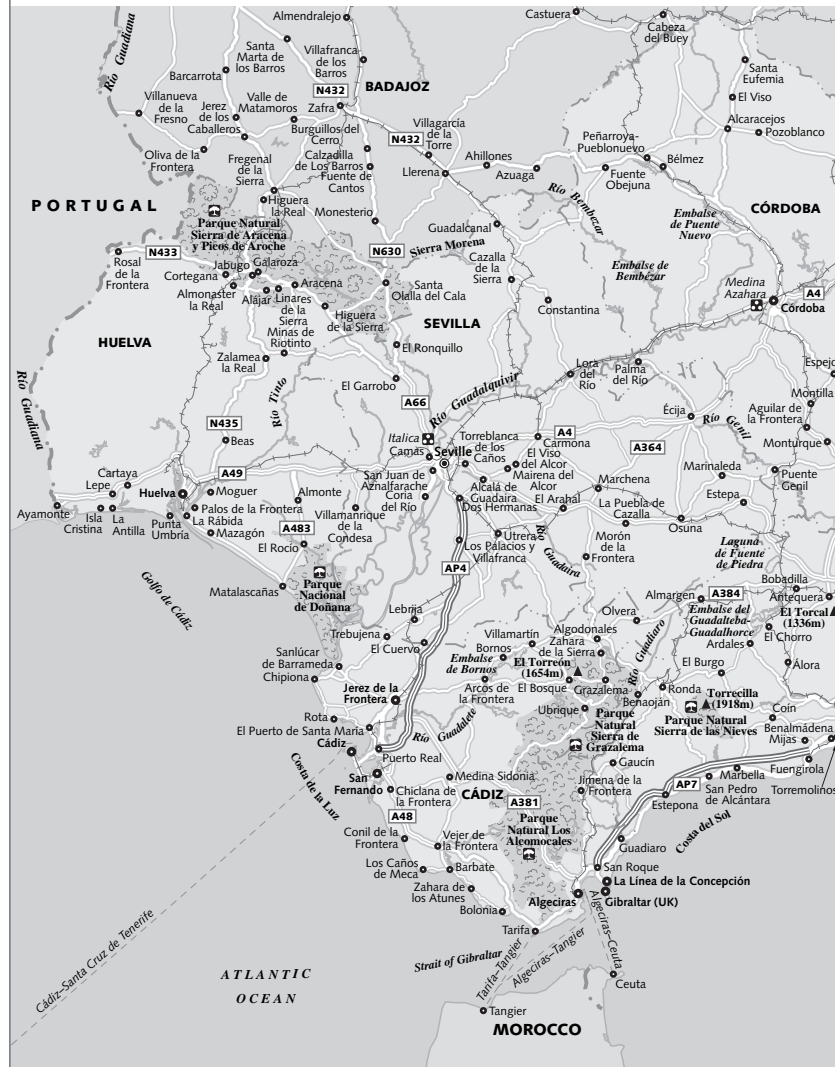 Almendralejo
Castuera
Cabeza
del Buey
Río Guadiana
Santa
Marta de
los Barros
Villafranca
de los
Barros
Santa
Eufemia
Barcarrota
BADAJOZ
N432
El Viso
Villanueva
de la
Fresno
Jerez
de los
Caballeros
Valle de
Matamoros
Zafra
Villagarcía
de la
Torre
Alcaracejos
Pozoblanco
Burguillos del
Cerro
N432
Peñarroya-
Pueblonuevo
Oliva de la
Frontera
Fregenal
de la
Sierra
Calzadilla
de Los Barros
Fuente de
Cantos
Llerena
Ahillones
Azuaga
Fuente
Obejuna
Bélmez
Higuera
la Real
Monesterio
Río Bembezar
PORTUGAL
Parque Natural
Sierra de Aracena
y Picos de Aroche
Guadalcanal
Embalse
de Puente
Nuevo
CÓRDOBA
N433
N630
Sierra Morena
Rosal
de la
Frontera
Cortegana
Jabugo
Galaroza
Cazalla
de la
Sierra
Embalse de
Bembézar
Medina
Azahara
A4
Almonaster
la Real
Alájar
Linares
de la
Sierra
Aracena
Santa
Olalla del Cala
Córdoba
Higuera
de la Sierra
SEVILLA
Constantina
Minas de
Riotinto
HUELVA
El Ronquillo
Zalamea
la Real
Espejo
Río Guadiana
Río Tinto
El Garrobo
Río Guadalquivir
Lora
del
Río
Palma
del Río
Montilla
A66
Écija
Río Genil
Aguilar de
la Frontera
N435
Beas
Italica
Camas
Seville
Torreblanca
de los
Caños
A4
Carmona
A364
Monturque
El Viso
del Alcor
Mairena del
Alcor
Cartaya
Lepe
A49
San Juan de
Aznalfarache
Coria
del Río
Alcalá de
Guadaira
Marchena
Marinaleda
Puente
Genil
Huelva
Moguer
Almonte
Dos Hermanas
El Arahal
La Puebla de
Cazalla
Estepa
Ayamonte
Isla
Cristina
La
Antilla
Punta
Umbría
Palos de la Frontera
La Rábida
Mazagón
Villamanrique
de la
Condesa
Osuna
A483
Utrera
Los Palacios y
Villafranca
Río Guadaira
Morón
de la
Frontera
Laguna
de Fuente
de Piedra
El Rocío
AP4
Golfo de Cádiz
Matalascañas
Parque
Nacional
de Doñana
Bobadilla
Almargen
A384
Antequera
Lebrija
Olvera
Embalse del
Guadalteba-
Guadalhorce
El Torcal
(1336m)
Trebujena
El Cuervo
Villamartín
Algodonales
Bornos
Zahara
de la Sierra
Río Guadiaro
El Chorro
Ardales
Sanlúcar
de Barrameda
Chipiona
Embalse
de Bornos
El Torreón
(1654m)
El Burgo
Álora
Jerez de la
Frontera
Arcos de
la Frontera
El Bosque
Grazalema
Benaoján
Ronda
Torrecilla
(1918m)
Rota
El Puerto de Santa María
Ubrique
Parque
Natural
Sierra de
Grazalema
Parque Natural
Sierra de las Nieves
Coín
Río Guadalete
Benalmádena
Mijas
Cádiz
Puerto Real
Costa de la Luz
San
Fernando
Chiclana de
la Frontera
Medina Sidonia
Gaucín
Marbella
Fuengirola
CÁDIZ
Jimena de la
Frontera
AP7
San Pedro
de Alcántara
Torremolinos
A381
Estepona
A48
Conil de la
Frontera
Vejer de
la Frontera
Parque
Natural Los
Alcornocales
Costa del Sol
Guadiaro
Los Caños
de Meca
Barbate
San Roque
Zahara de
los Atunes
La Línea de la Concepción
Algeciras
Gibraltar (UK)
Bolonia
Tarifa
Cádiz–Santa Cruz de Tenerife
Strait of Gibraltar
Tarifa–Tangier
Algeciras–Tangier
Algeciras–Ceuta
ATLANTIC
OCEAN
Ceuta
Tangier
MOROCCO